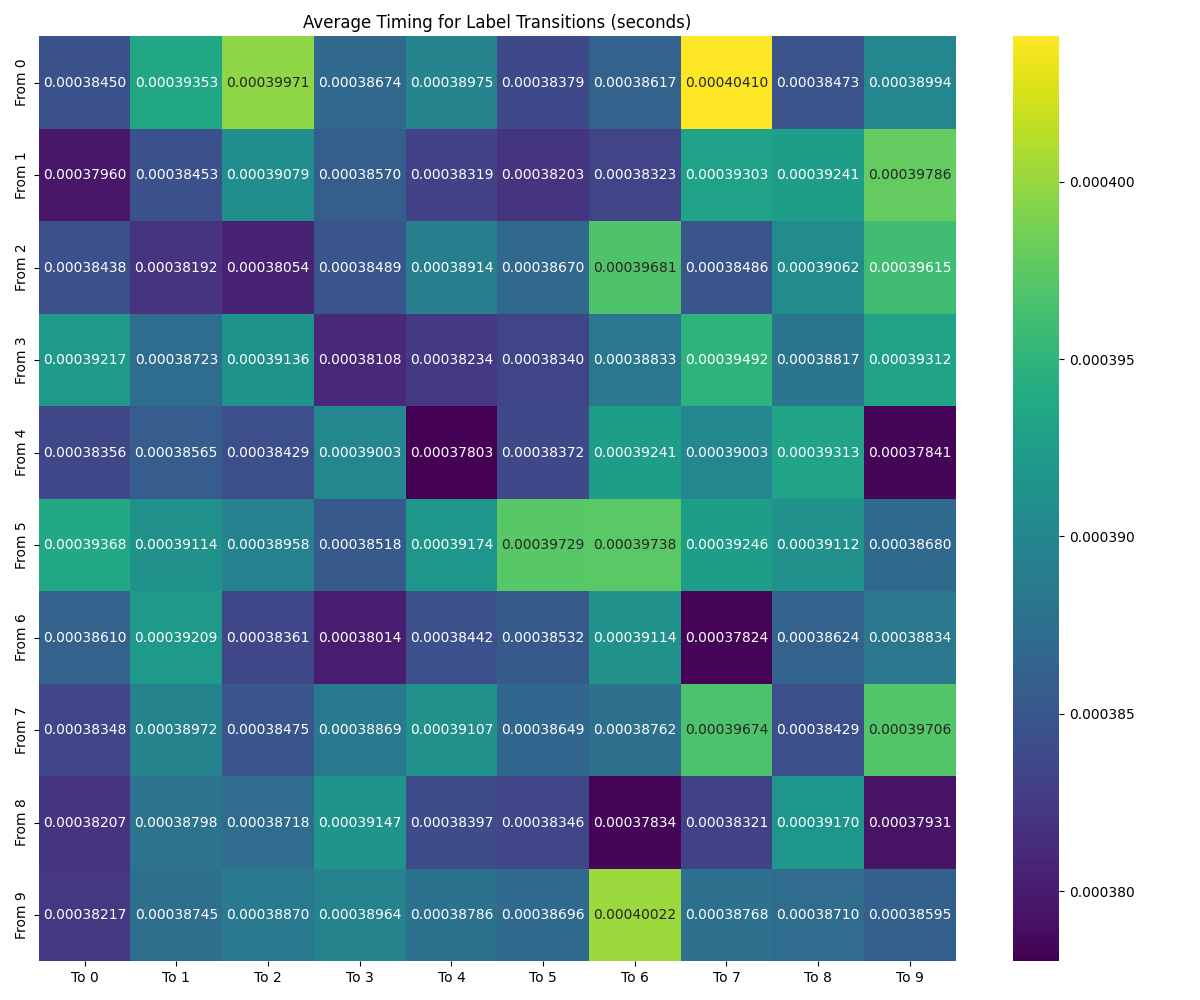 Average Timing for Label Transitions (seconds)
From 0 0.00038450 0.00039353 0.00039971 0.00038674 0.00038975 0.00038379 0.00038617 0.00040410 0.00038473 0.00038994
From 1 0.00037960 0.00038453 0.00039079 0.00038570 0.00038319 0.00038203 0.00038323 0.00039303 0.00039241 0.00039786
From 2 0.00038438 0.00038192 0.00038054 0.00038489 0.00038914 0.00038670 0.00039681 0.00038486 0.00039062 0.00039615
From 3 0.00039217 0.00038723 0.00039136 0.00038108 0.00038234 0.00038340 0.00038833 0.00039492 0.00038817 0.00039312
From 4 0.00038356 0.00038565 0.00038429 0.00039003 0.00037803 0.00038372 0.00039241 0.00039003 0.00039313 0.00037841
From 5 0.00039368 0.00039114 0.00038958 0.00038518 0.00039174 0.00039729 0.00039738 0.00039246 0.00039112 0.00038680
From 6 0.00038610 0.00039209 0.00038361 0.00038014 0.00038442 0.00038532 0.00039114 0.00037824 0.00038624 0.00038834
From 7 0.00038348 0.00038972 0.00038475 0.00038869 0.00039107 0.00038649 0.00038762 0.00039674 0.00038429 0.00039706
From 8 0.00038207 0.00038798 0.00038718 0.00039147 0.00038397 0.00038346 0.00037834 0.00038321 0.00039170 0.00037931
From 9 0.00038217 0.00038745 0.00038870 0.00038964 0.00038786 0.00038696 0.00040022 0.00038768 0.00038710 0.00038595
To 0 To 1 To 2 To 3 To 4 To 5 To 6 To 7 To 8 To 9
0.000400
0.000395
0.000390
0.000385
0.000380